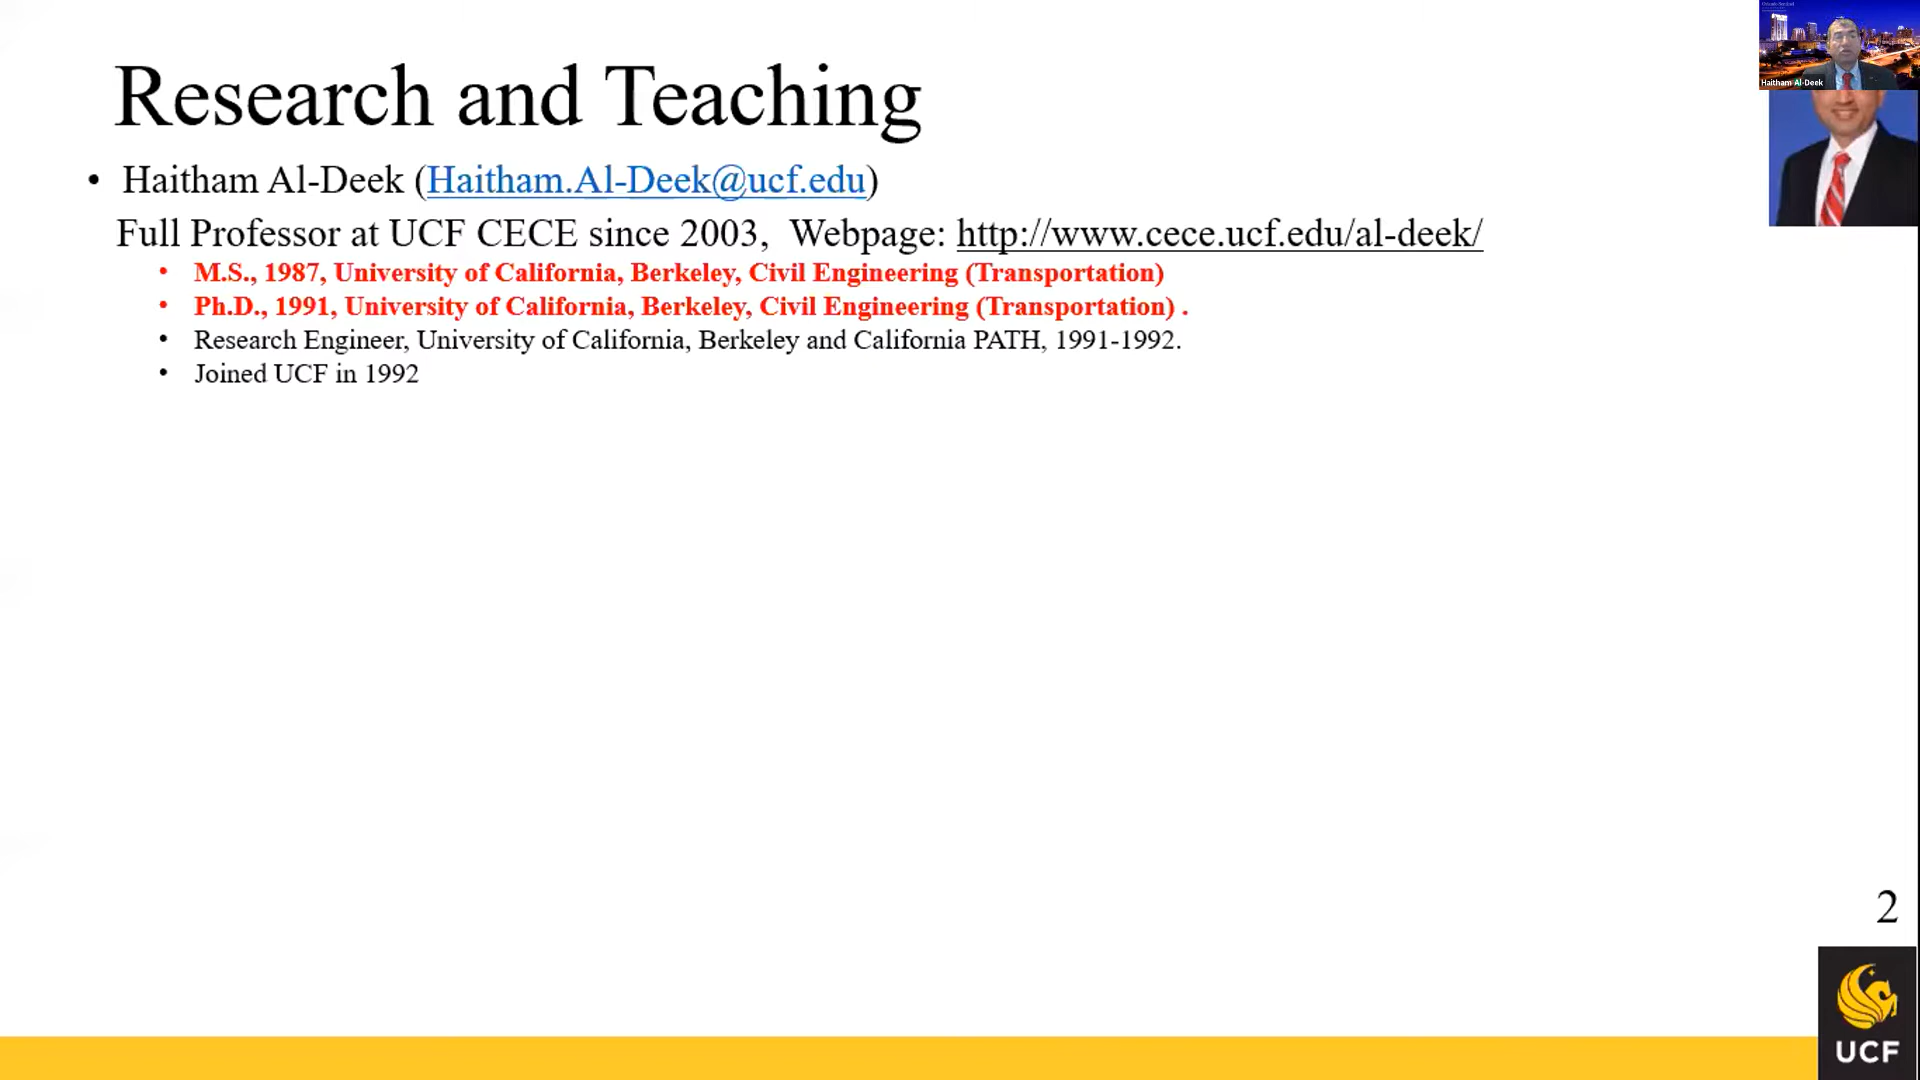 Research and Teaching
• Haitham Al-Deek (Haitham.Al-Deek@ucf.edu)
Full Professor at UCF CECE since 2003, Webpage: http://www.cece.ucf.edu/al-deek/
• M.S., 1987, University of California, Berkeley, Civil Engineering (Transportation)
• Ph.D., 1991, University of California, Berkeley, Civil Engineering (Transportation) .
• Research Engineer, University of California, Berkeley and California PATH, 1991-1992.
• Joined UCF in 1992
Haitham Al-Deek
2
UCF